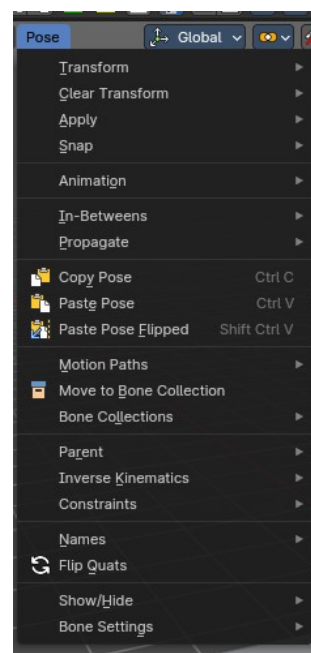 Pose Global
Transform
Clear Transform
Apply
Snap
Animation
In-Betweens
Propagate
Copy Pose Ctrl C
Paste Pose Ctrl V
Paste Pose Flipped Shift Ctrl V
Motion Paths
Move to Bone Collection
Bone Collections
Parent
Inverse Kinematics
Constraints
Names
Flip Quats
Show/Hide
Bone Settings